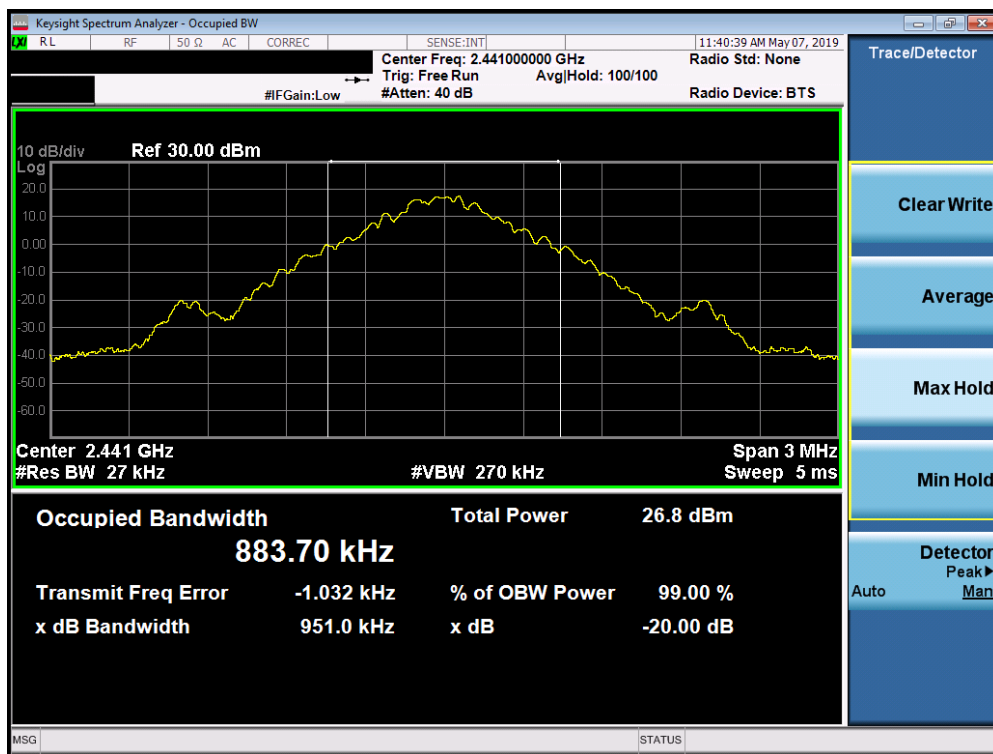 Keysight Spectrum Analyzer - Occupied BW
LXI RL RF 50 Ω AC CORREC SENSE:INT 11:40:39 AM May 07, 2019
Center Freq: 2.441000000 GHz Radio Std: None
Trig: Free Run Avg|Hold: 100/100
#IFGain:Low #Atten: 40 dB Radio Device: BTS
10 dB/div Ref 30.00 dBm
Log
20.0
10.0
0.00
-10.0
-20.0
-30.0
-40.0
-50.0
-60.0
Center 2.441 GHz Span 3 MHz
#Res BW 27 kHz #VBW 270 kHz Sweep 5 ms
Occupied Bandwidth Total Power 26.8 dBm
883.70 kHz
Transmit Freq Error -1.032 kHz % of OBW Power 99.00 %
x dB Bandwidth 951.0 kHz x dB -20.00 dB
MSG STATUS
Trace/Detector
Clear Write
Average
Max Hold
Min Hold
Detector
Peak▶
Auto Man